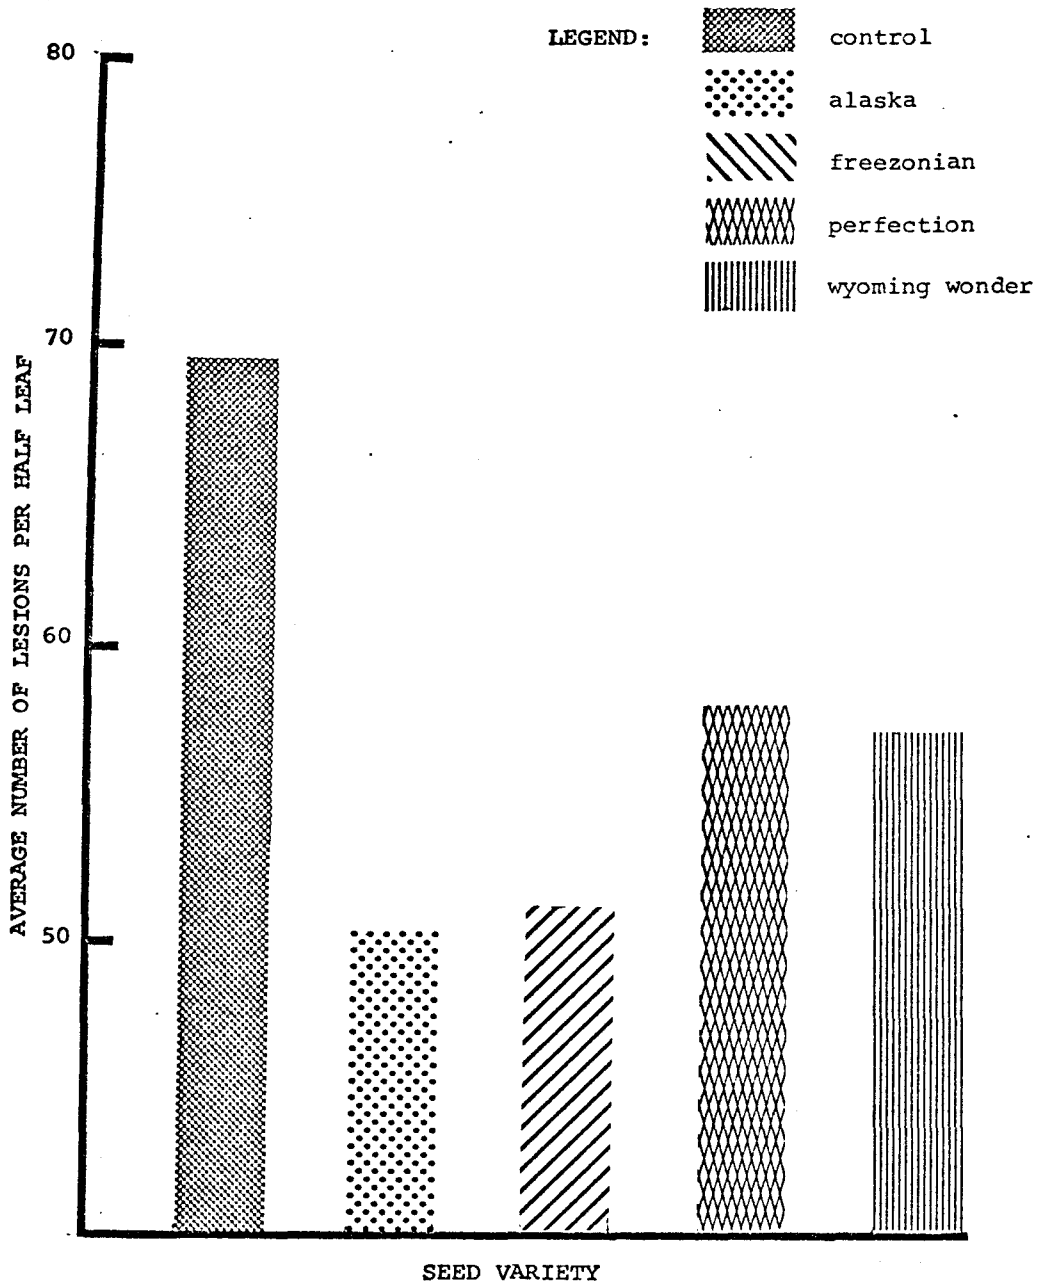 LEGEND:
control
alaska
freezonian
perfection
wyoming wonder
80
70
60
50
AVERAGE NUMBER OF LESIONS PER HALF LEAF
SEED VARIETY